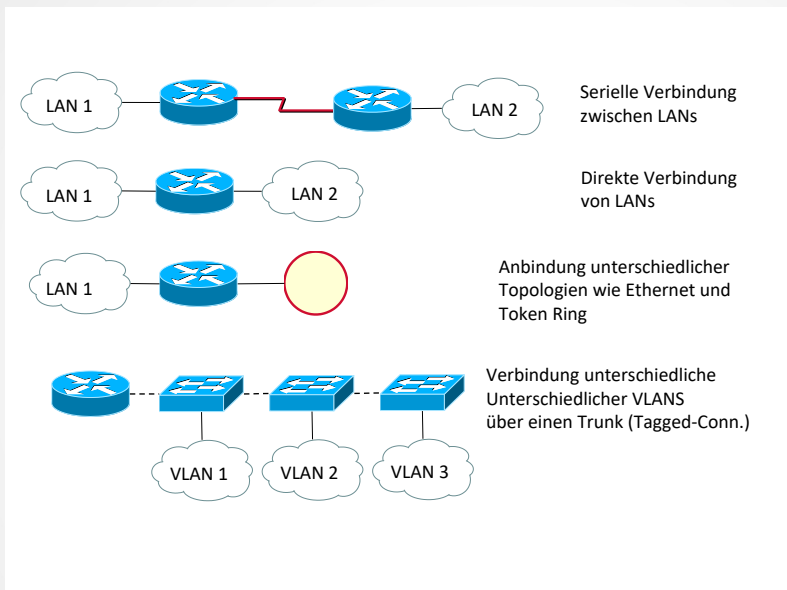 LAN 1
LAN 2
Serielle Verbindung
zwischen LANs
LAN 1
LAN 2
Direkte Verbindung
von LANs
LAN 1
Anbindung unterschiedlicher
Topologien wie Ethernet und
Token Ring
Verbindung unterschiedliche
Unterschiedlicher VLANS
über einen Trunk (Tagged-Conn.)
VLAN 1
VLAN 2
VLAN 3